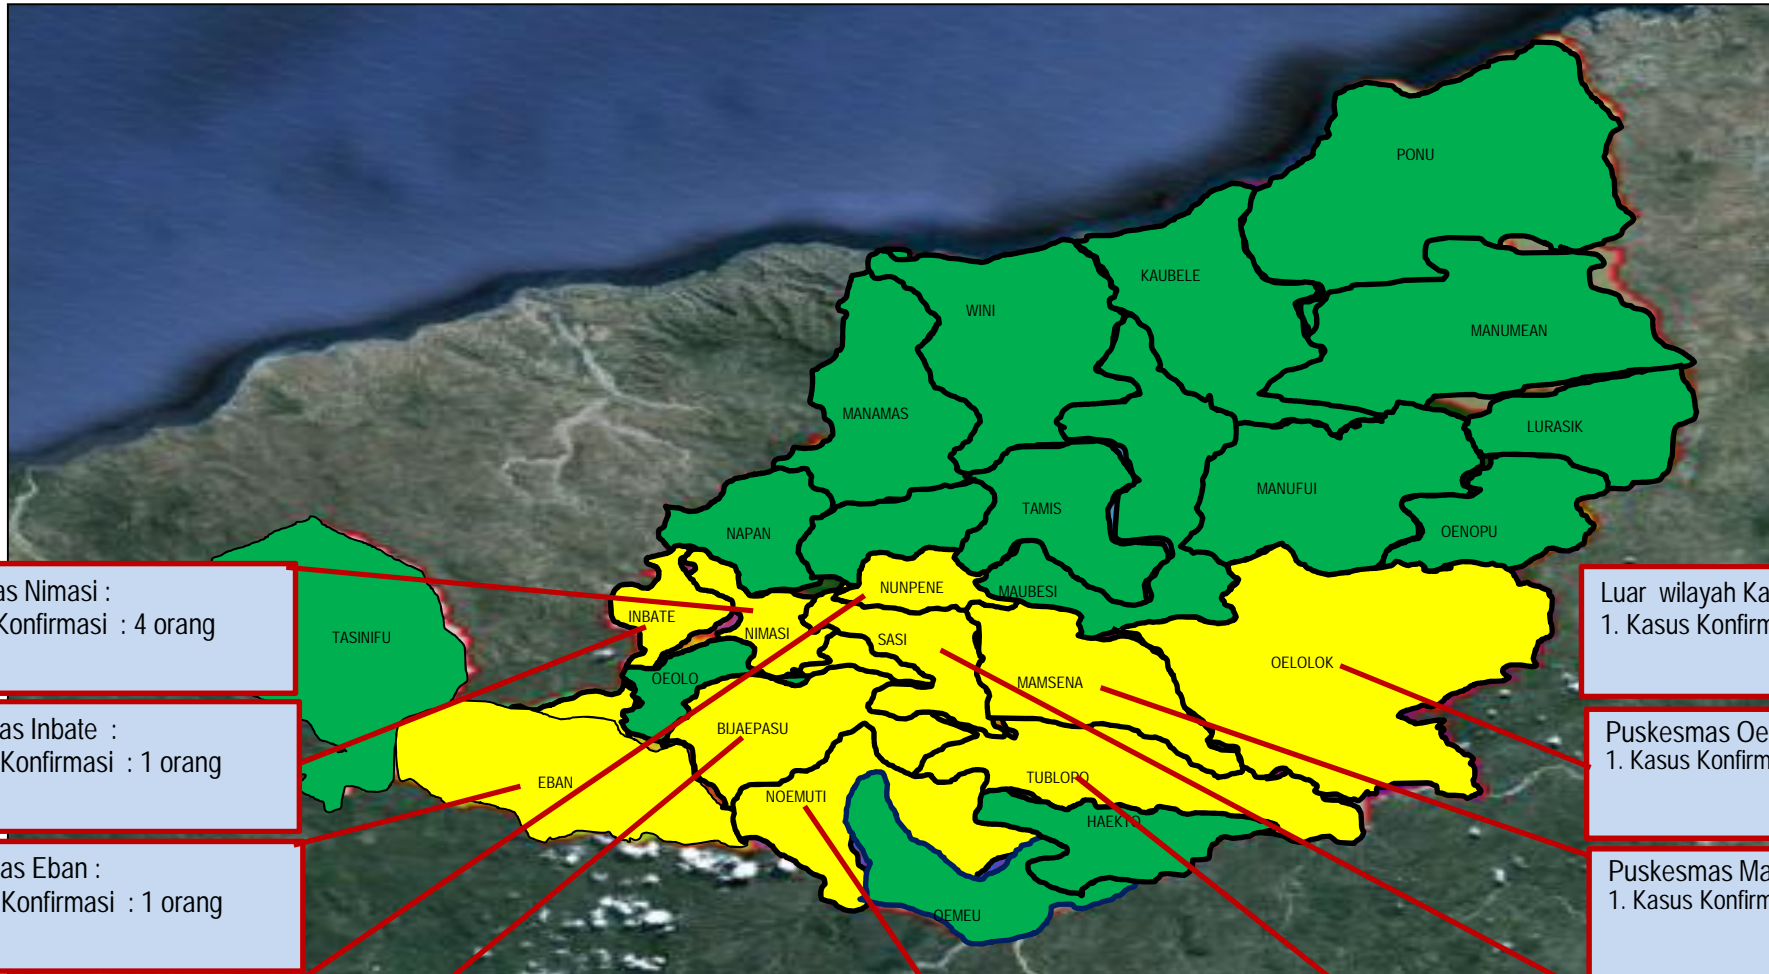 PONU
KAUBELE
WINI
MANUMEAN
MANAMAS
LURASIK
MANUFUI
TAMIS
OENOPU
NAPAN
NUNPENE
MAUBESI
INBATE
NIMASI
SASI
TASINIFU
OEOLO
MAMSENA
OELOLOK
BIJAEPASU
EBAN
NOEMUTI
TUBLOPO
HAEKTO
OEMEU
as Nimasi :
Konfirmasi : 4 orang
as Inbate :
Konfirmasi : 1 orang
as Eban :
Konfirmasi : 1 orang
Luar wilayah Ka
1. Kasus Konfirm
Puskesmas Oe
1. Kasus Konfirm
Puskesmas Ma
1. Kasus Konfirm